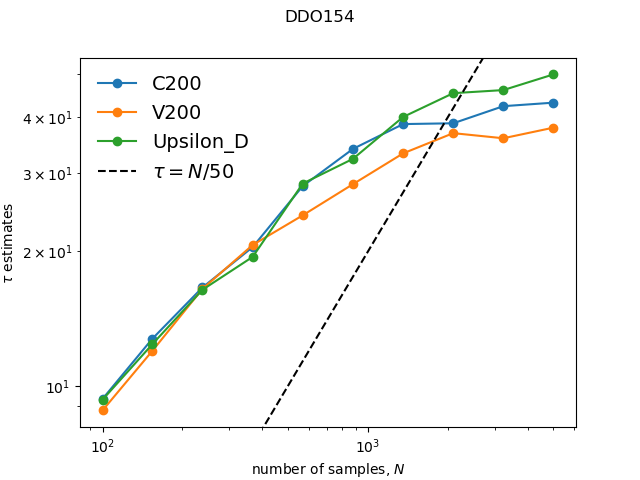 DDO154
C200
V200
Upsilon_D
τ = N/50
4 × 10¹
3 × 10¹
2 × 10¹
10¹
τ estimates
10² 10³
number of samples, N